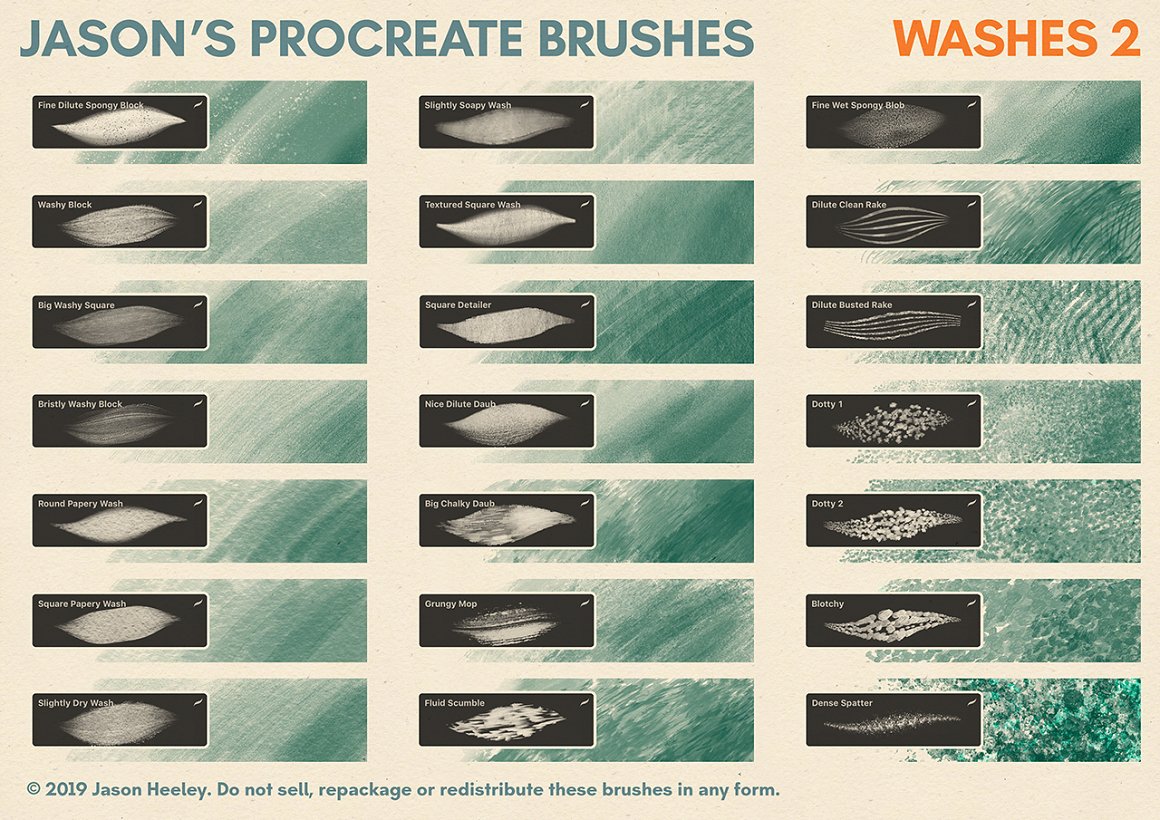 JASON'S PROCREATE BRUSHES
WASHES 2
Fine Dilute Spongy Block
Slightly Soapy Wash
Fine Wet Spongy Blob
Washy Block
Textured Square Wash
Dilute Clean Rake
Big Washy Square
Square Detailer
Dilute Busted Rake
Bristly Washy Block
Nice Dilute Daub
Dotty 1
Round Papery Wash
Big Chalky Daub
Dotty 2
Square Papery Wash
Grungy Mop
Blotchy
Slightly Dry Wash
Fluid Scumble
Dense Spatter
© 2019 Jason Heeley. Do not sell, repackage or redistribute these brushes in any form.